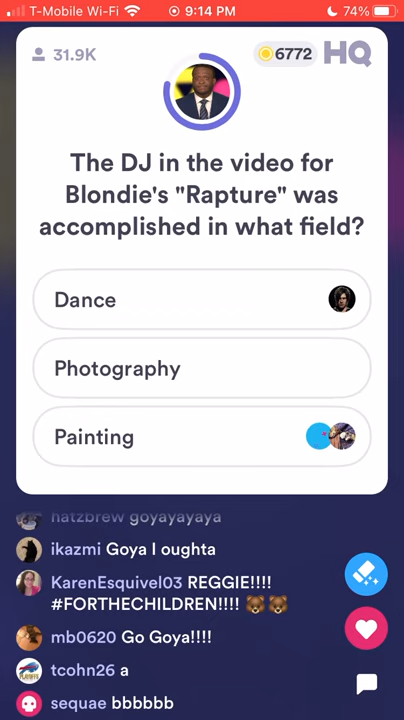 T-Mobile Wi-Fi 9:14 PM 74%
31.9K 6772 HQ
The DJ in the video for
Blondie's "Rapture" was
accomplished in what field?
Dance
Photography
Painting
hatzbrew goyayayaya
ikazmi Goya I oughta
KarenEsquivel03 REGGIE!!!!
#FORTHECHILDREN!!!! 🐻🐻
mb0620 Go Goya!!!!
tcohn26 a
sequae bbbbbb